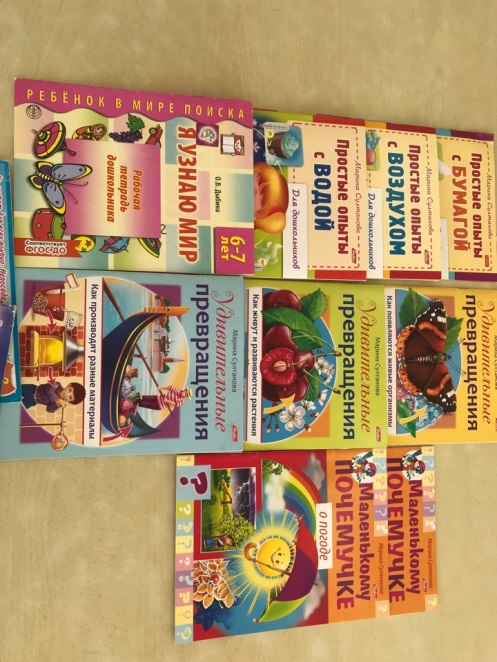 РЕБЁНОК В МИРЕ ПОИСКА
Я УЗНАЮ МИР
О.В. Дыбина
6-7
ЛЕТ
Рабочая
тетрадь
дошкольника
Соответствует
ФГОС ДО
Марина Султанова
Простые опыты
с ВОДОЙ
Для дошкольников
Марина Султанова
Простые опыты
с ВОЗДУХОМ
Для дошкольников
Марина Султанова
Простые опыты
с БУМАГОЙ
Марина Султанова
Удивительные
превращения
Как производят разные материалы
Марина Султанова
Удивительные
превращения
Как живут и развиваются растения
Удивительные
превращения
Как появляются живые организмы
Марина Султанова
Маленькому
ПОЧЕМУЧКЕ
о погоде
Марина Султанова
Маленькому
ПОЧЕМУЧКЕ